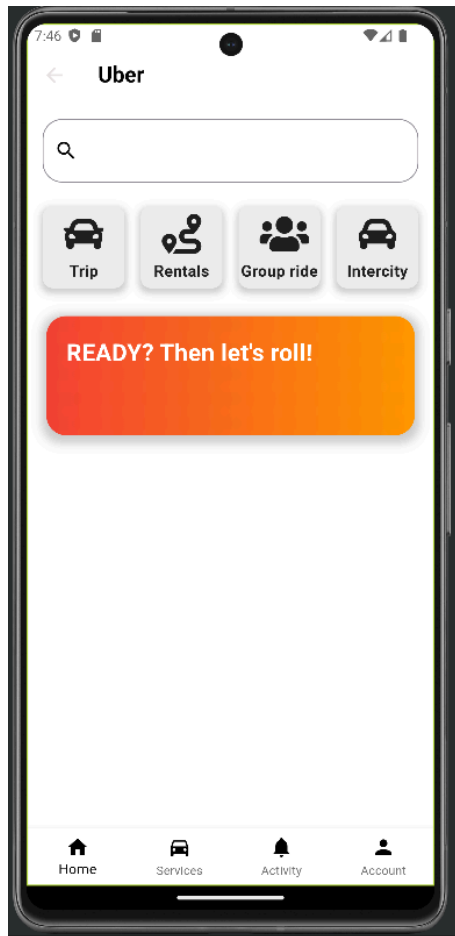 7:46
Uber
Trip
Rentals
Group ride
Intercity
READY? Then let's roll!
Home
Services
Activity
Account